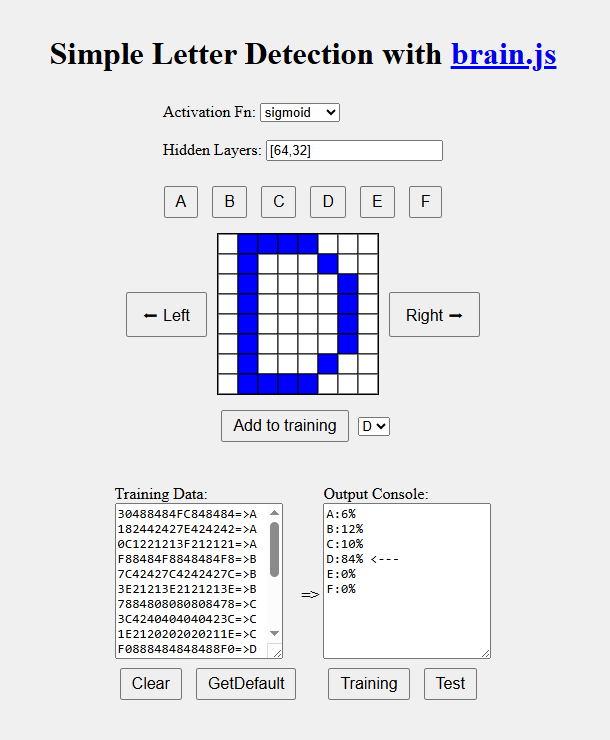 Simple Letter Detection with brain.js
Activation Fn: sigmoid
Hidden Layers: [64,32]
A B C D E F
← Left
Right →
Add to training D
Training Data:
30488484FC848484=>A
182442427E424242=>A
0C1221213F212121=>A
F88484F8848484F8=>B
7C42427C4242427C=>B
3E21213E2121213E=>B
7884808080808478=>C
3C4240404040423C=>C
1E2120202020211E=>C
F0888484848488F0=>D
=>
Output Console:
A:6%
B:12%
C:10%
D:84% <---
E:0%
F:0%
Clear GetDefault Training Test